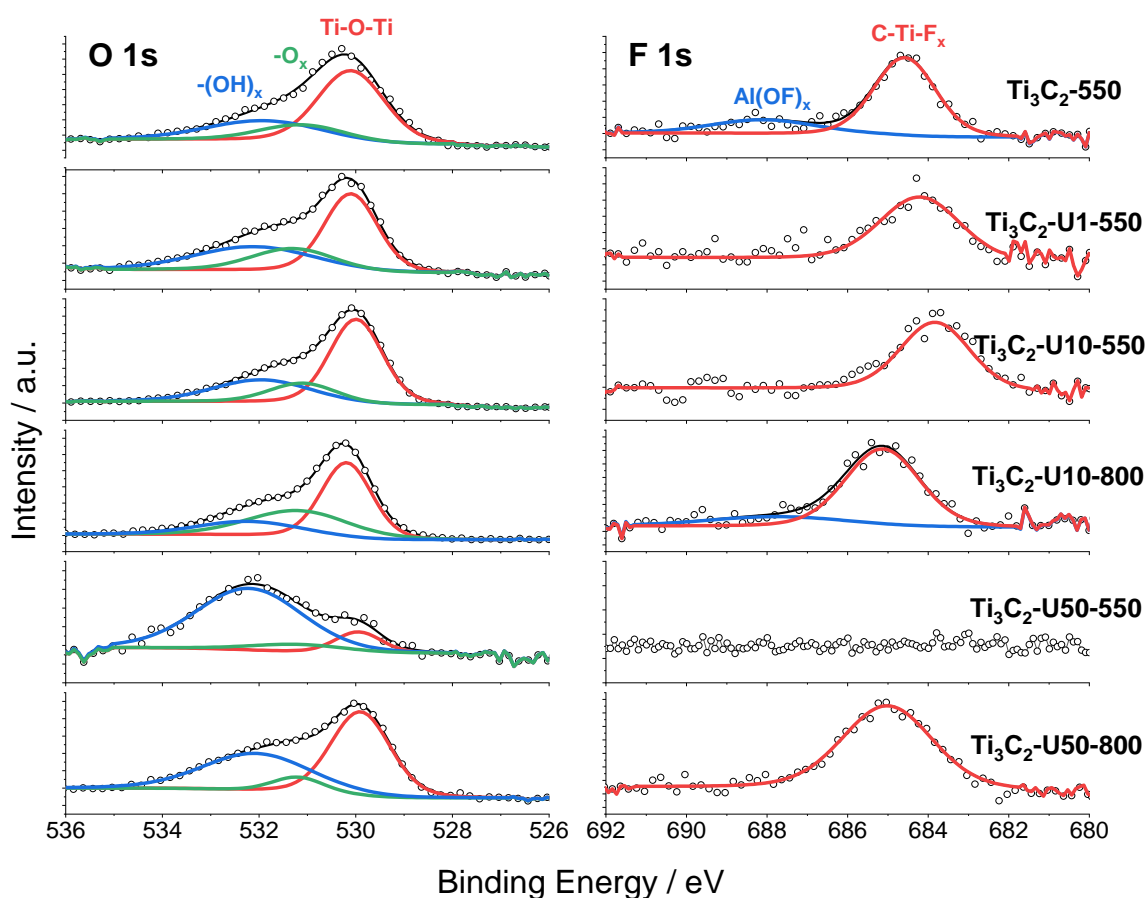 O 1s
-(OH)ₓ
-Oₓ
Ti-O-Ti
F 1s
Al(OF)ₓ
C-Ti-Fₓ
Ti₃C₂-550
Ti₃C₂-U1-550
Ti₃C₂-U10-550
Ti₃C₂-U10-800
Ti₃C₂-U50-550
Ti₃C₂-U50-800
Intensity / a.u.
536 534 532 530 528 526
692 690 688 686 684 682 680
Binding Energy / eV